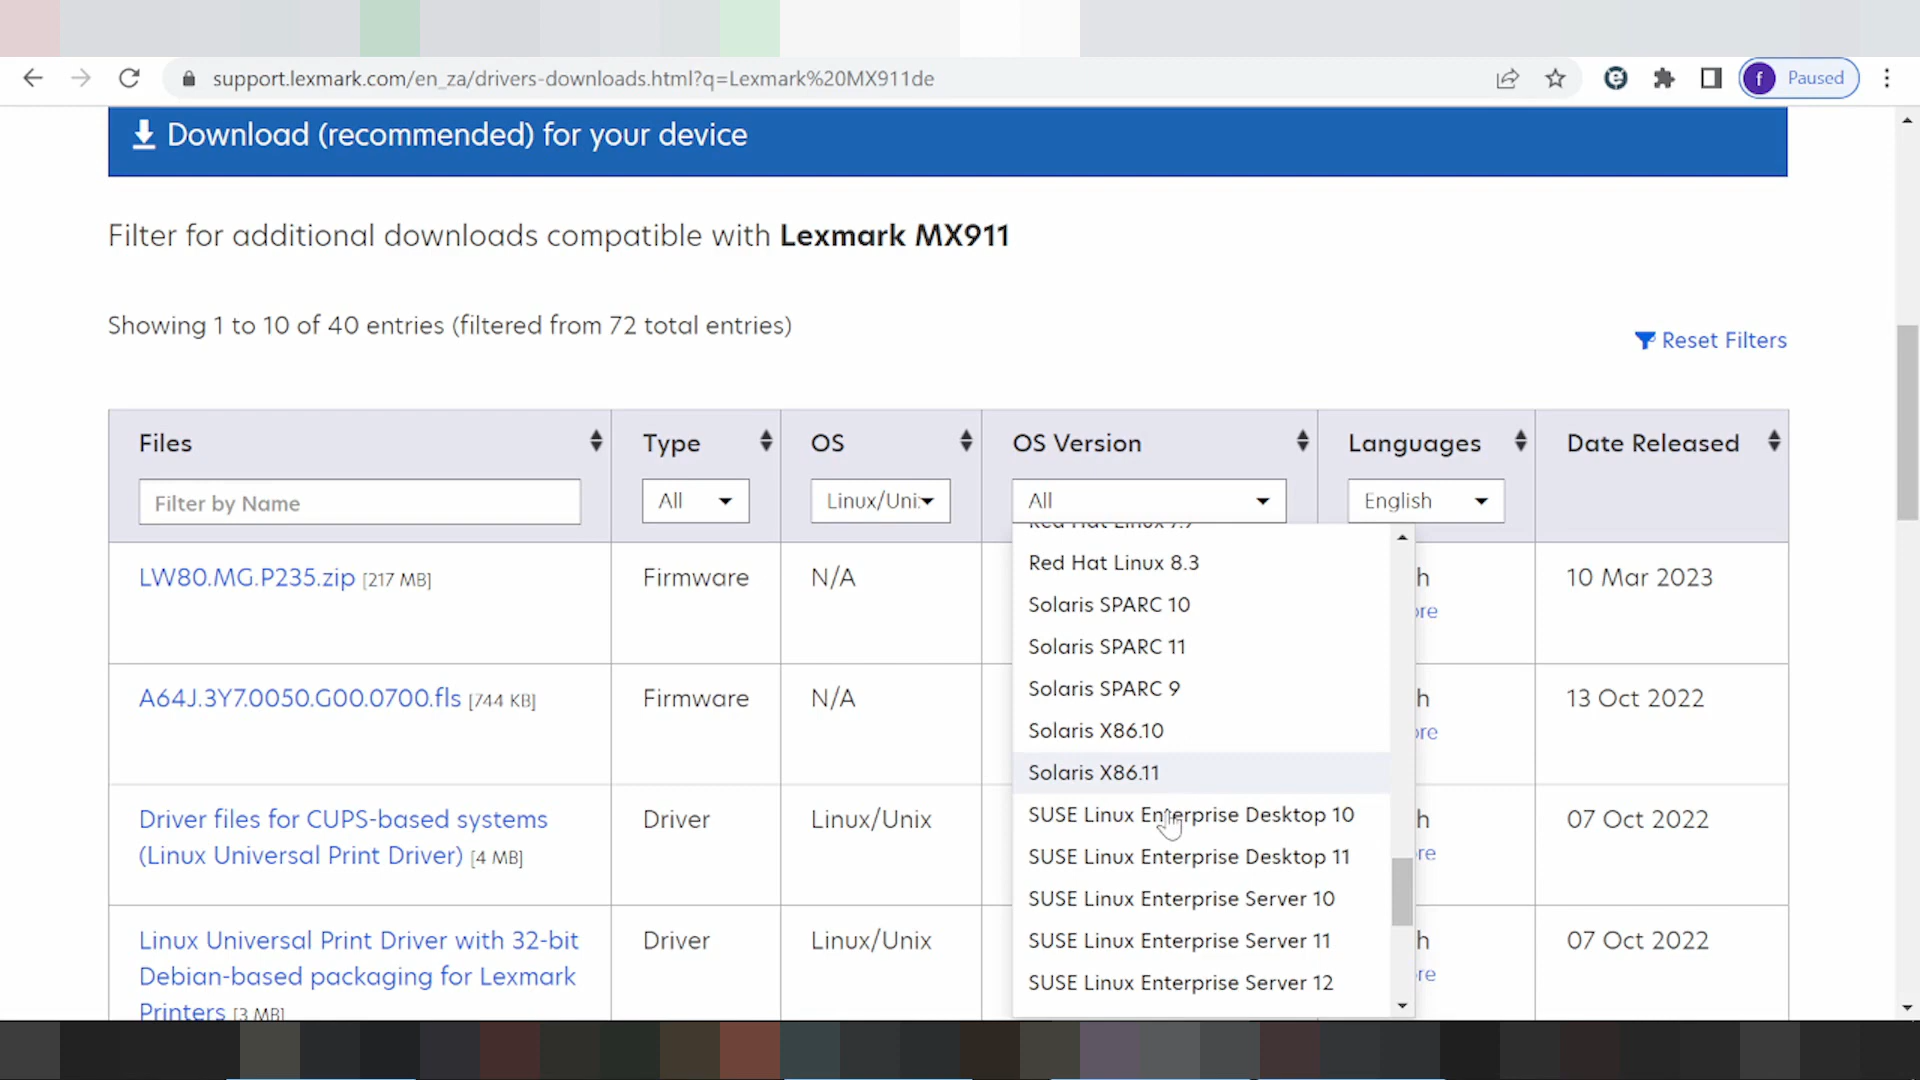 support.lexmark.com/en_za/drivers-downloads.html?q=Lexmark%20MX911de
f Paused
Download (recommended) for your device
Filter for additional downloads compatible with Lexmark MX911
Showing 1 to 10 of 40 entries (filtered from 72 total entries)
Reset Filters
Files Type OS OS Version Languages Date Released
Filter by Name All Linux/Uni All English
Red Hat Linux 8.3
Solaris SPARC 10
Solaris SPARC 11
Solaris SPARC 9
Solaris X86.10
Solaris X86.11
SUSE Linux Enterprise Desktop 10
SUSE Linux Enterprise Desktop 11
SUSE Linux Enterprise Server 10
SUSE Linux Enterprise Server 11
SUSE Linux Enterprise Server 12
LW80.MG.P235.zip [217 MB] Firmware N/A 10 Mar 2023
A64J.3Y7.0050.G00.0700.fls [744 KB] Firmware N/A 13 Oct 2022
Driver files for CUPS-based systems Driver Linux/Unix 07 Oct 2022
(Linux Universal Print Driver) [4 MB]
Linux Universal Print Driver with 32-bit Driver Linux/Unix 07 Oct 2022
Debian-based packaging for Lexmark
Printers [3 MB]